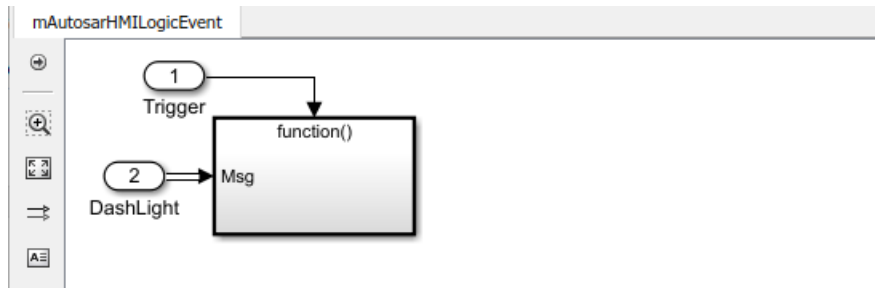 mAutosarHMILogicEvent
1
Trigger
function()
2
Msg
DashLight
A